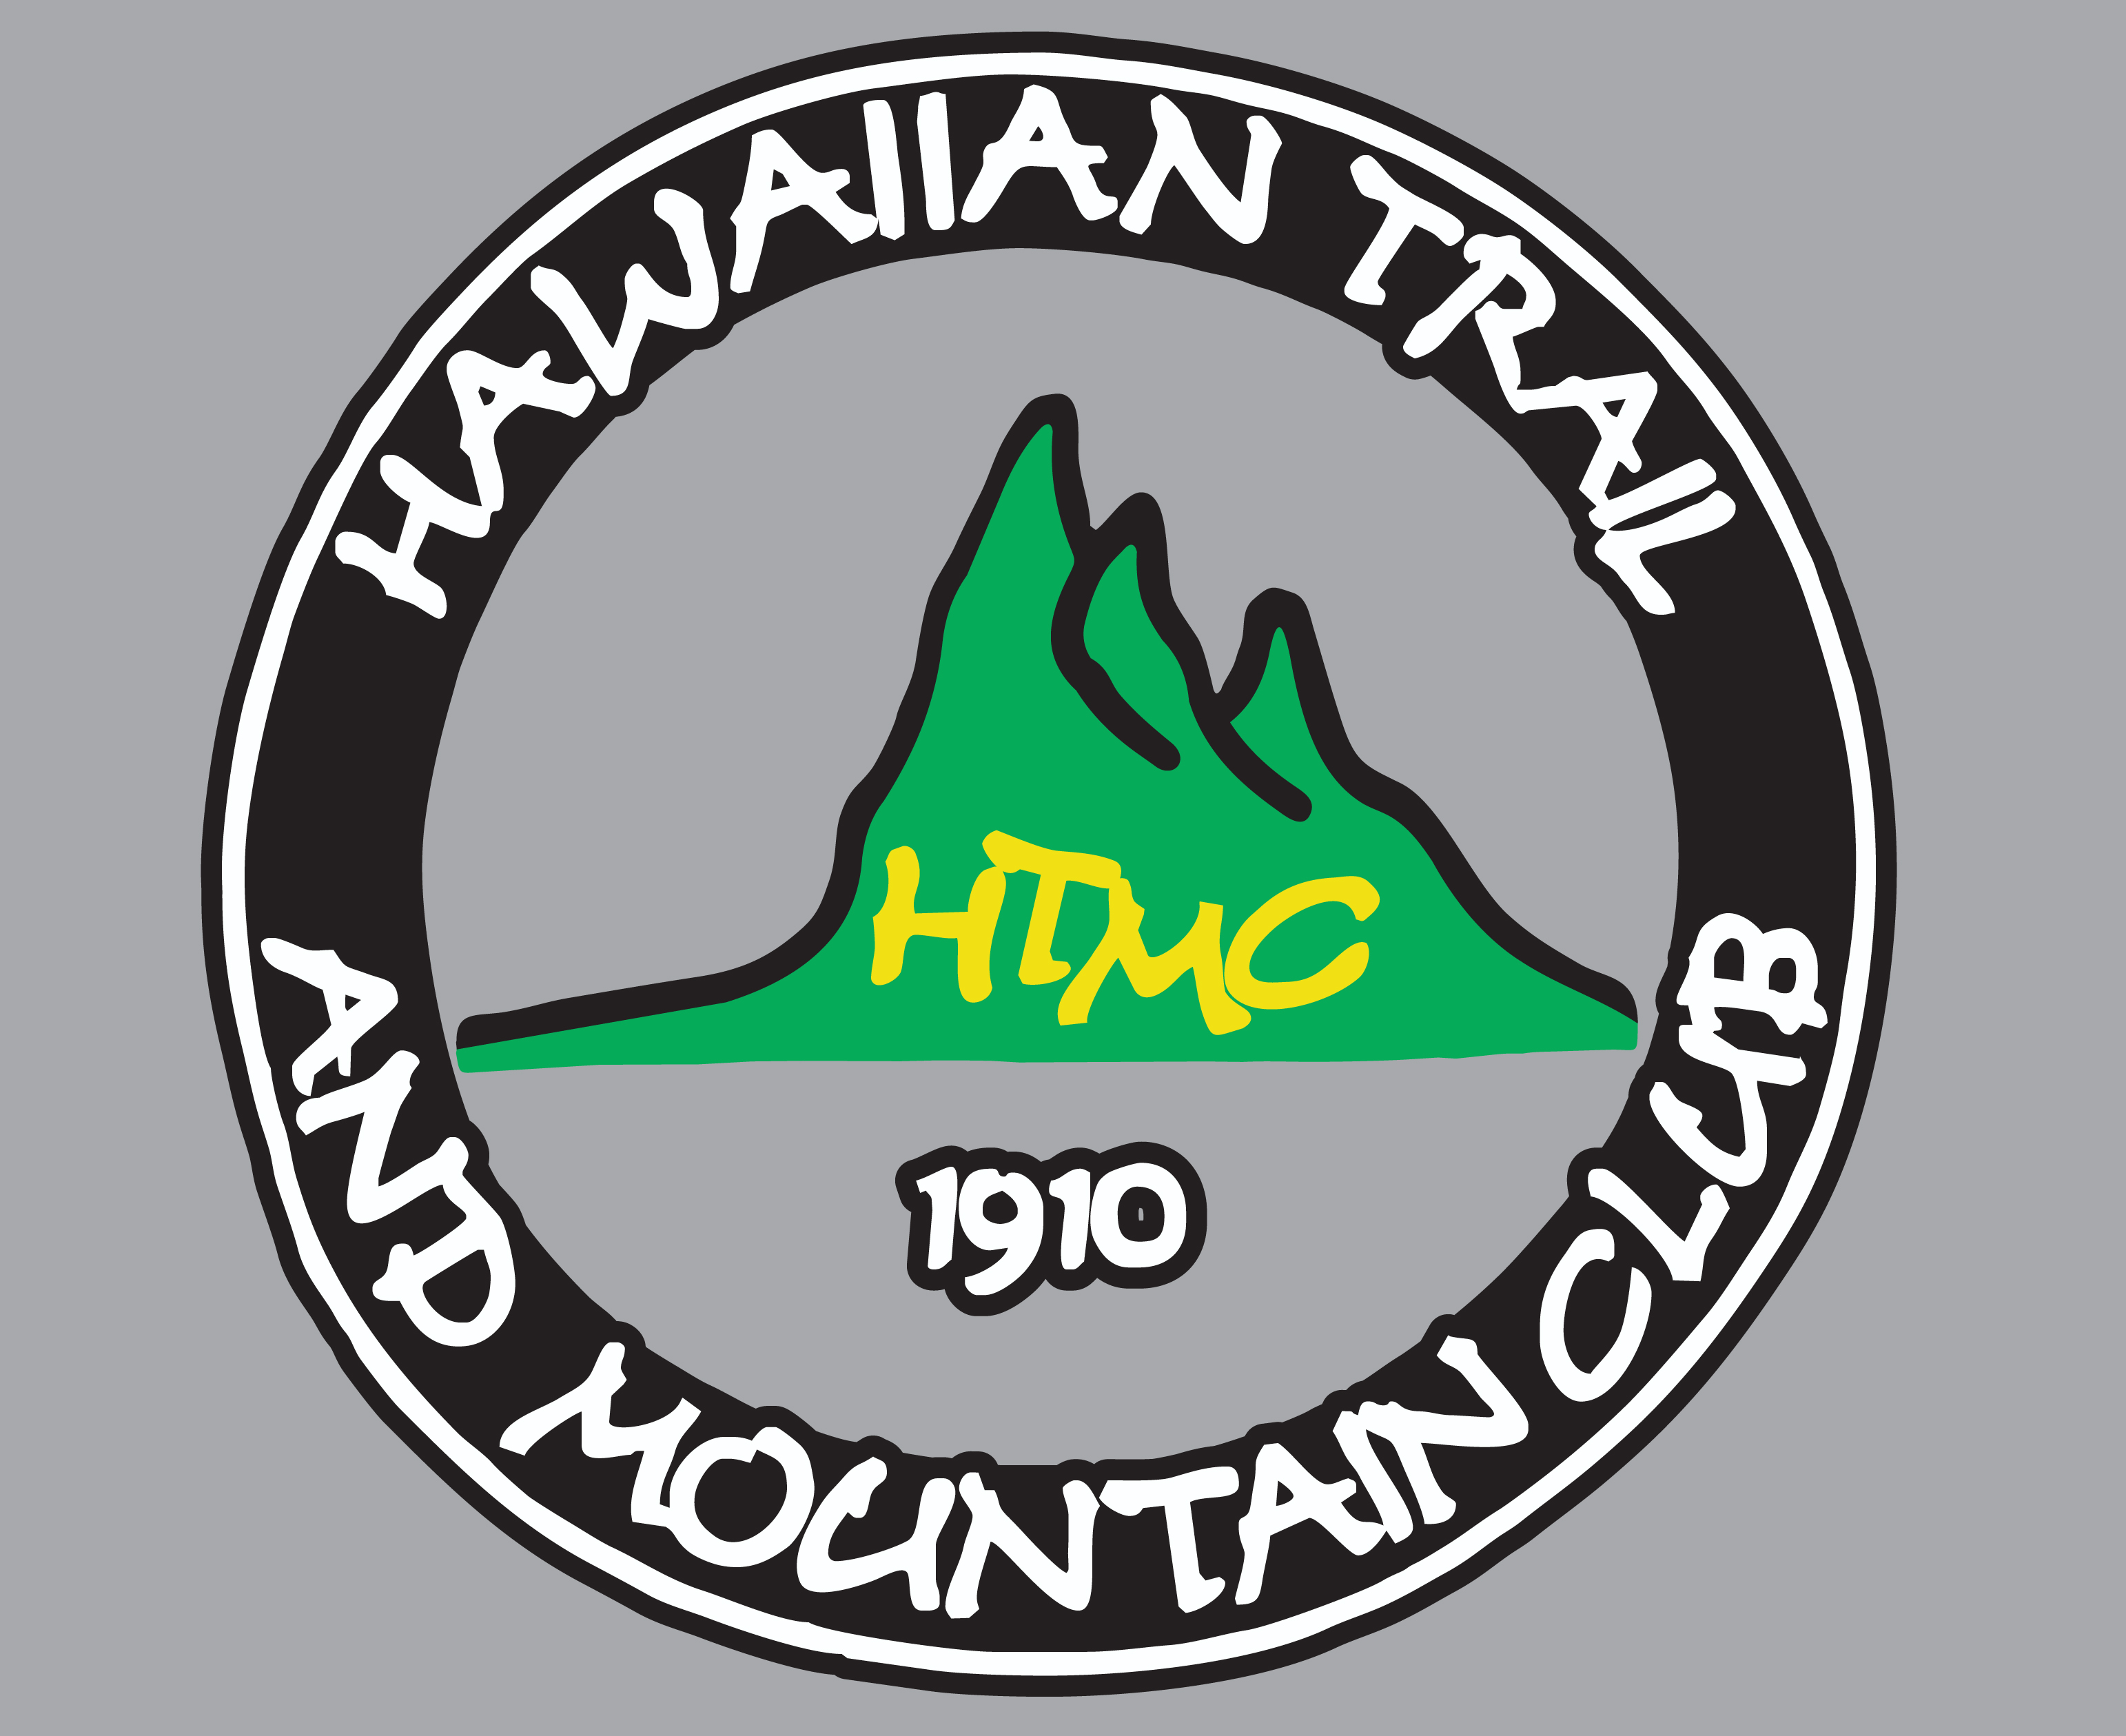 HAWAIIAN TRAIL
AND MOUNTAIN CLUB
HTMC
1910